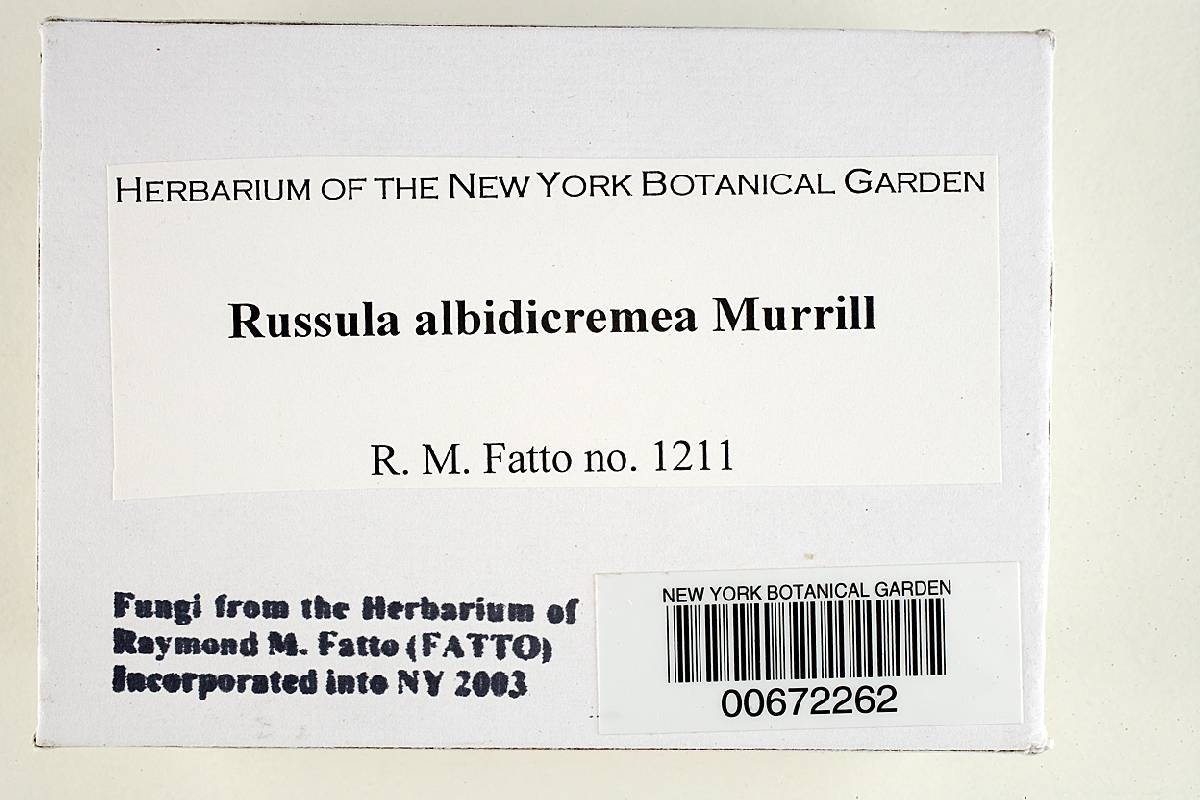 HERBARIUM OF THE NEW YORK BOTANICAL GARDEN
Russula albidicremea Murrill
R. M. Fatto no. 1211
Fungi from the Herbarium of
Raymond M. Fatto (FATTO)
Incorporated into NY 2003
NEW YORK BOTANICAL GARDEN
00672262